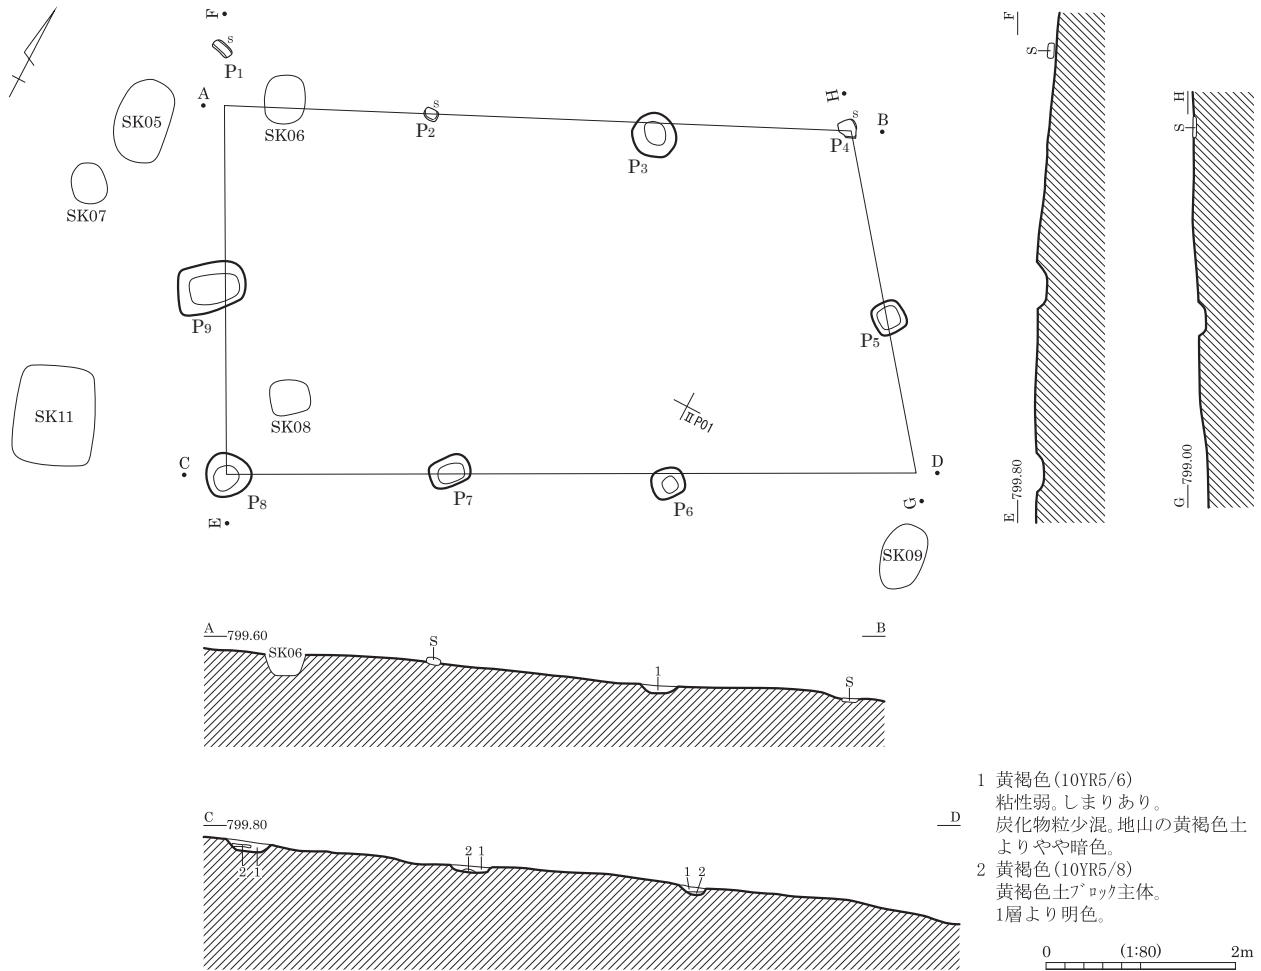 F
S
P1
A
SK05
SK06
S
P2
P3
H
S
P4
B
SK07
P9
P5
SK11
SK08
ⅡP01
C
P8
P7
P6
D
E
G
SK09
F
S
E 799.80
H
S
G 799.00
A 799.60
B
SK06
S
1
S
C 799.80
D
2 1
2 1
1 2
1 黄褐色(10YR5/6)
粘性弱。しまりあり。
炭化物粒少混。地山の黄褐色土
よりやや暗色。
2 黄褐色(10YR5/8)
黄褐色土ﾌﾞﾛｯｸ主体。
1層より明色。
0 (1:80) 2m